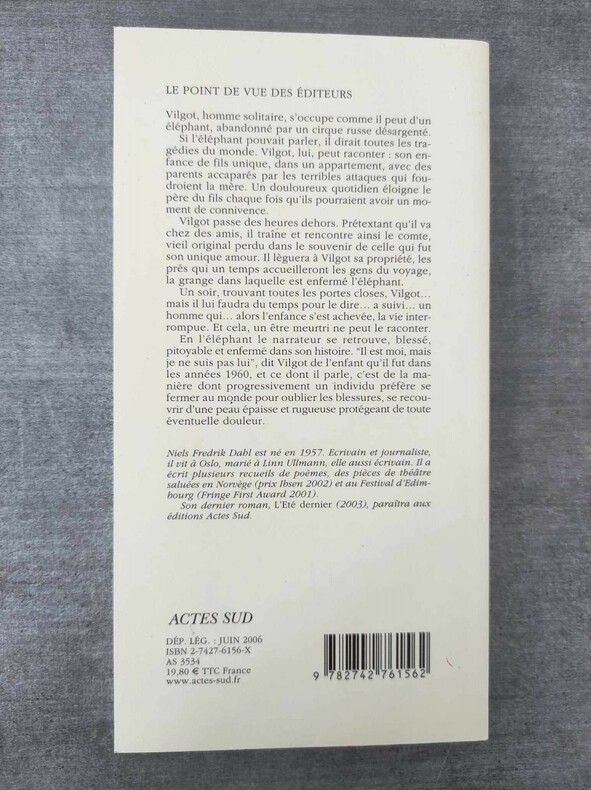 LE POINT DE VUE DES ÉDITEURS
Vilgot, homme solitaire, s'occupe comme il peut d'un
éléphant, abandonné par un cirque russe désargenté.
Si l'éléphant pouvait parler, il dirait toutes les tra-
gédies du monde. Vilgot, lui, peut raconter : son en-
fance de fils unique, dans un appartement, avec des
parents accaparés par les terribles attaques qui fou-
droient la mère. Un douloureux quotidien éloigne le
père du fils chaque fois qu'ils pourraient avoir un mo-
ment de connivence.
Vilgot passe des heures dehors. Prétextant qu'il va
chez des amis, il traîne et rencontre ainsi le comte,
vieil original perdu dans le souvenir de celle qui fut
son unique amour. Il lèguera à Vilgot sa propriété, les
prés qui un temps accueilleront les gens du voyage,
la grange dans laquelle est enfermé l'éléphant.
Un soir, trouvant toutes les portes closes, Vilgot...
mais il lui faudra du temps pour le dire... a suivi... un
homme qui... alors l'enfance s'est achevée, la vie inter-
rompue. Et cela, un être meurtri ne peut le raconter.
En l'éléphant le narrateur se retrouve, blessé,
pitoyable et enfermé dans son histoire. "Il est moi, mais
je ne suis pas lui", dit Vilgot de l'enfant qu'il fut dans
les années 1960, et ce dont il parle, c'est de la ma-
nière dont progressivement un individu préfère se
fermer au monde pour oublier les blessures, se recou-
vrir d'une peau épaisse et rugueuse protégeant de toute
éventuelle douleur.
Niels Fredrik Dahl est né en 1957. Ecrivain et journaliste,
il vit à Oslo, marié à Linn Ullmann, elle aussi écrivain. Il a
écrit plusieurs recueils de poèmes, des pièces de théâtre
saluées en Norvège (prix Ibsen 2002) et au Festival d'Edim-
bourg (Fringe First Award 2001).
Son dernier roman, L'Eté dernier (2003), paraîtra aux
éditions Actes Sud.
ACTES SUD
DÉP. LÉG. : JUIN 2006
ISBN 2-7427-6156-X
AS 3534
19,80 € TTC France
www.actes-sud.fr
9 782742 761562